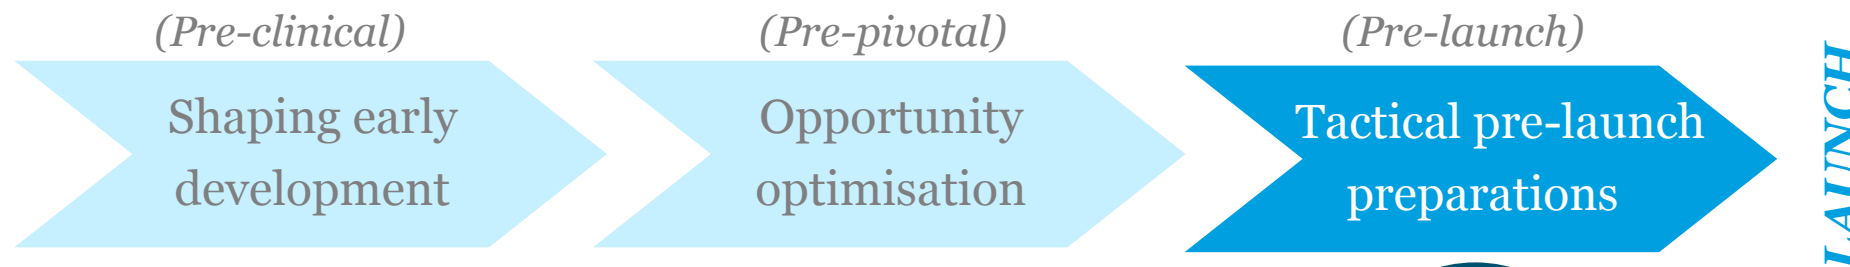 (Pre-clinical)
Shaping early
development
(Pre-pivotal)
Opportunity
optimisation
(Pre-launch)
Tactical pre-launch
preparations
LAUNCH